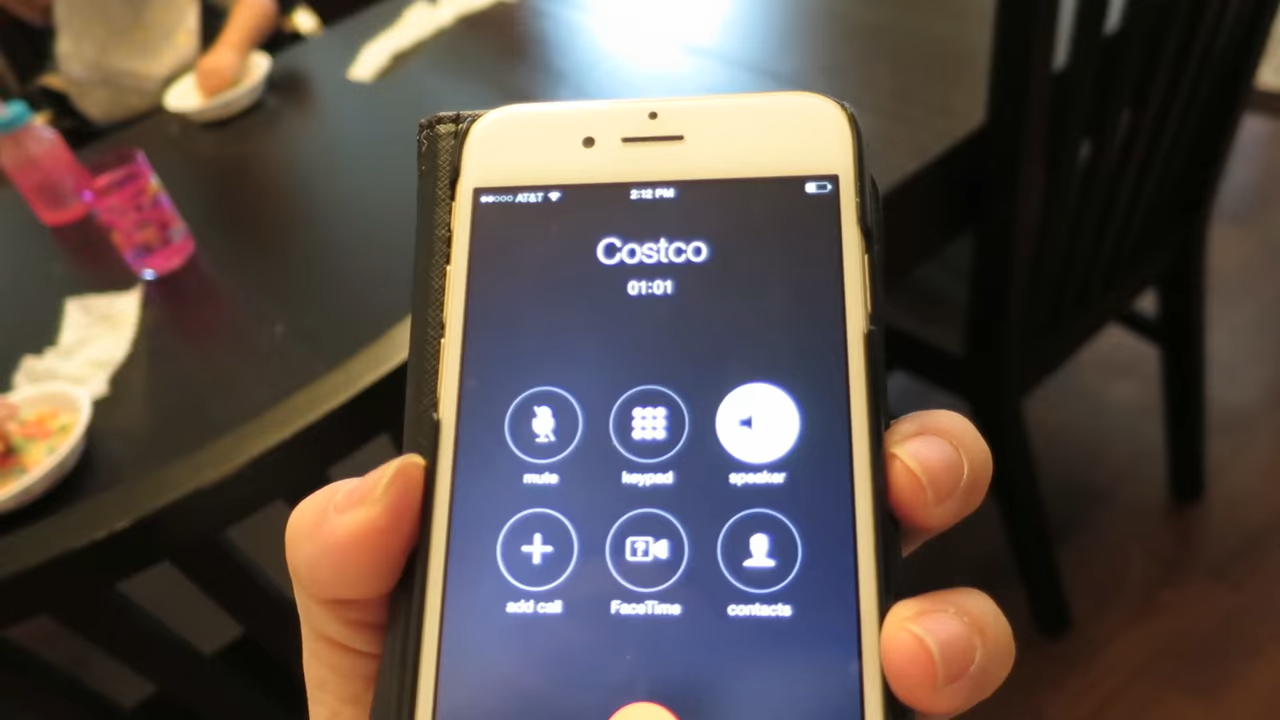 AT&T 2:12 PM
Costco
01:01
mute keypad speaker
?
add call FaceTime contacts